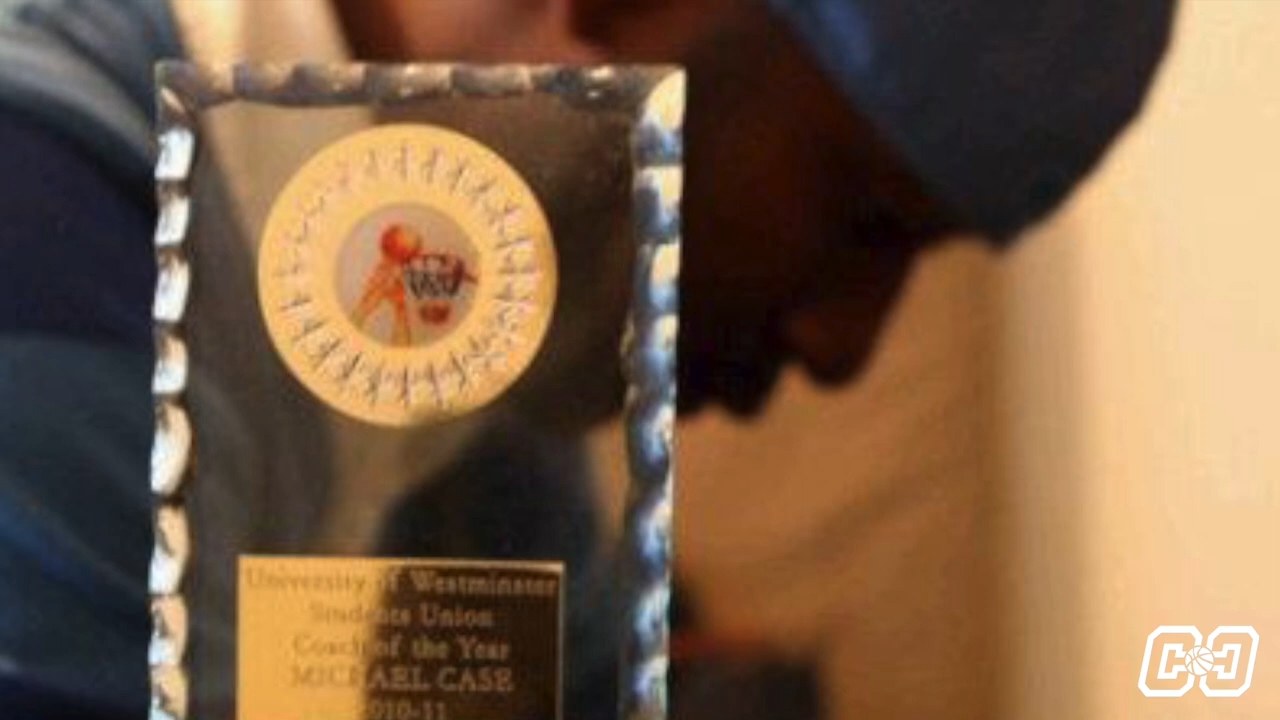 University of Westminster
Students Union
Coach of the Year
MICHAEL CASE
2010-11